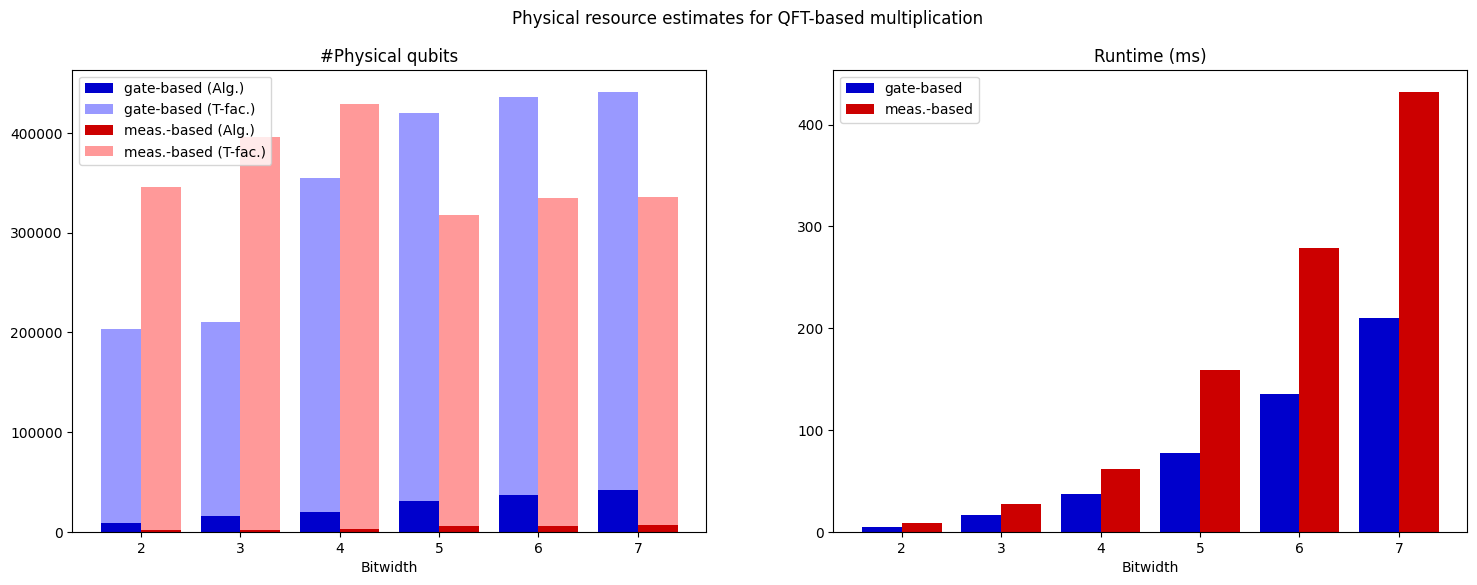 Physical resource estimates for QFT-based multiplication
#Physical qubits
gate-based (Alg.)
gate-based (T-fac.)
meas.-based (Alg.)
meas.-based (T-fac.)
400000
300000
200000
100000
0
2 3 4 5 6 7
Bitwidth
Runtime (ms)
gate-based
meas.-based
400
300
200
100
0
2 3 4 5 6 7
Bitwidth